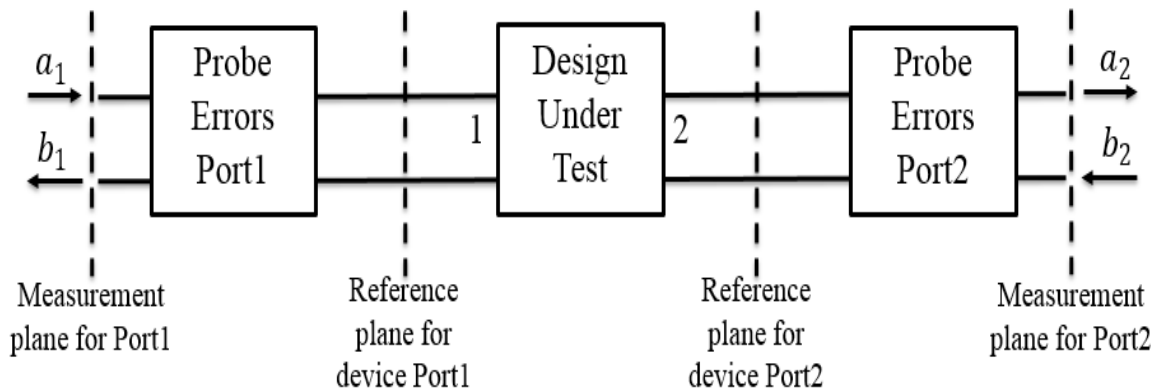 a₁
b₁
Probe
Errors
Port1
1
Design
Under
Test
2
Probe
Errors
Port2
a₂
b₂
Measurement
plane for Port1
Reference
plane for
device Port1
Reference
plane for
device Port2
Measurement
plane for Port2